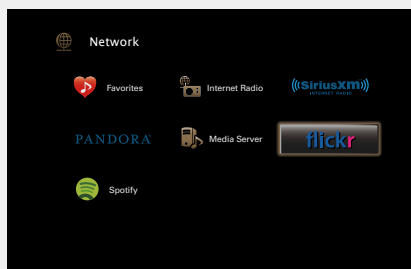 Network
Favorites
Internet Radio
((SiriusXM))
INTERNET RADIO
PANDORA
Media Server
flickr
Spotify